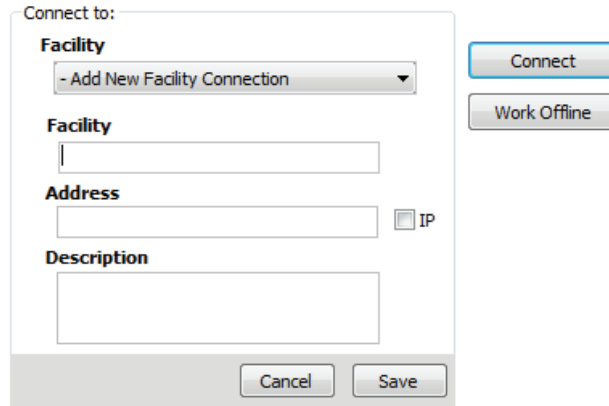 Connect to:
Facility
- Add New Facility Connection
Connect
Work Offline
Facility
Address
IP
Description
Cancel
Save